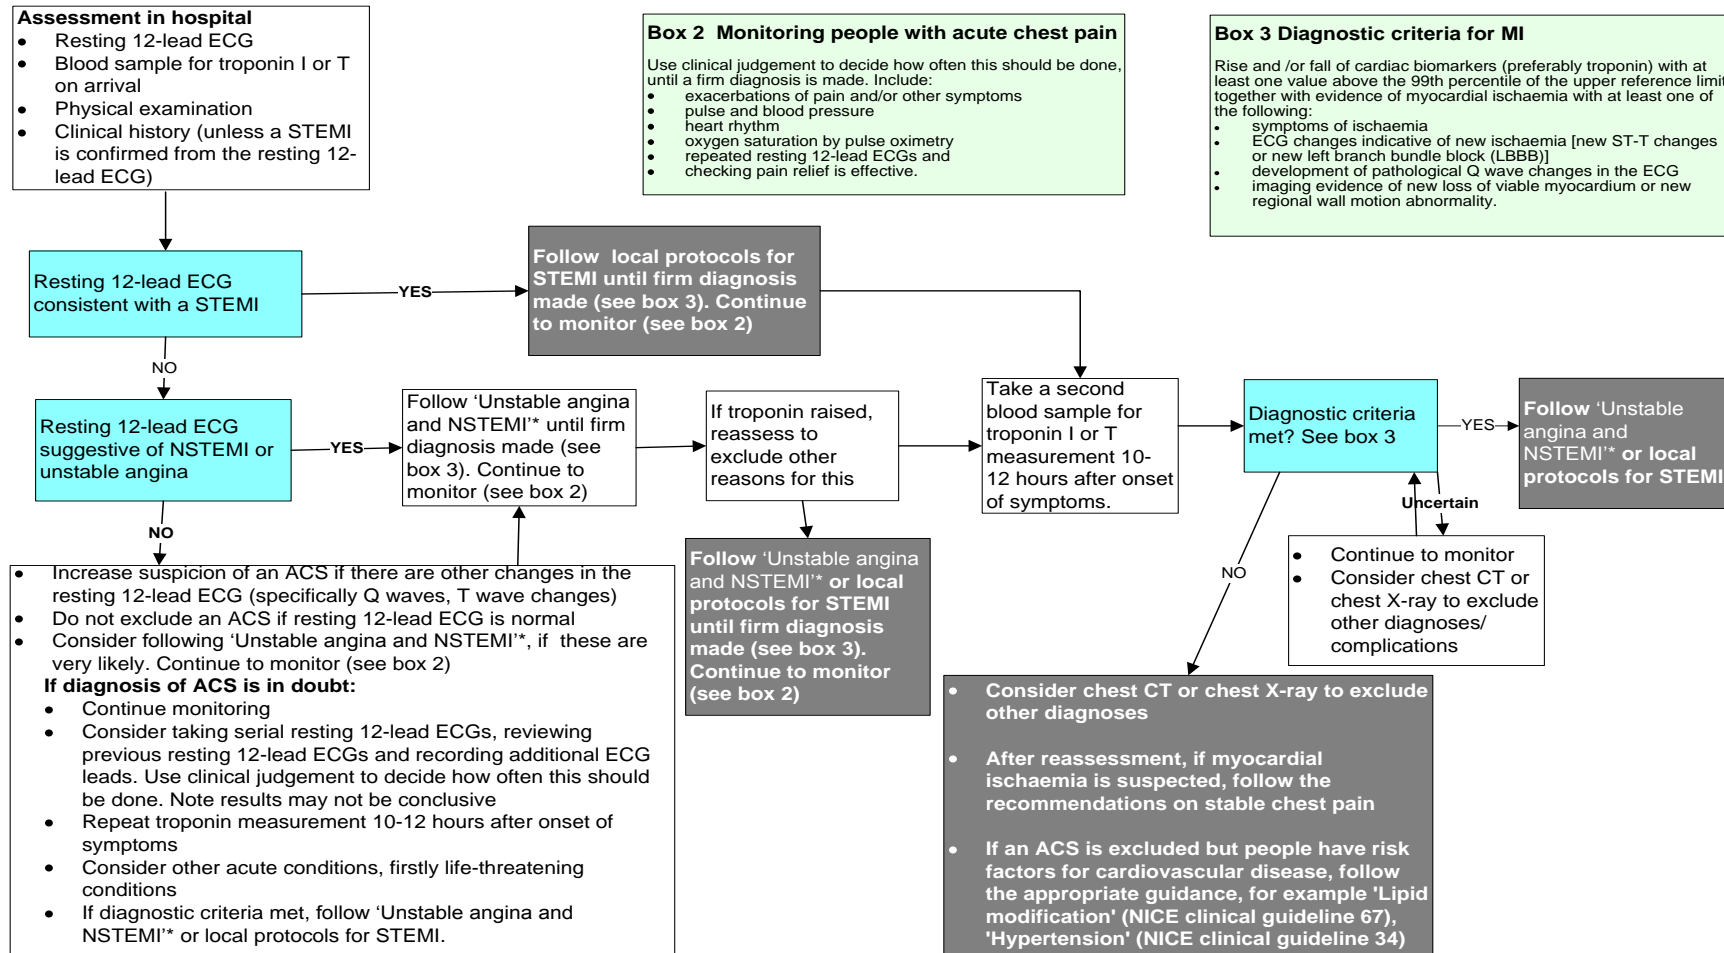 Assessment in hospital
• Resting 12-lead ECG
• Blood sample for troponin I or T
on arrival
• Physical examination
• Clinical history (unless a STEMI
is confirmed from the resting 12-
lead ECG)
Box 2 Monitoring people with acute chest pain
Use clinical judgement to decide how often this should be done,
until a firm diagnosis is made. Include:
• exacerbations of pain and/or other symptoms
• pulse and blood pressure
• heart rhythm
• oxygen saturation by pulse oximetry
• repeated resting 12-lead ECGs and
• checking pain relief is effective.
Box 3 Diagnostic criteria for MI
Rise and /or fall of cardiac biomarkers (preferably troponin) with at
least one value above the 99th percentile of the upper reference limit
together with evidence of myocardial ischaemia with at least one of
the following:
• symptoms of ischaemia
• ECG changes indicative of new ischaemia [new ST-T changes
or new left branch bundle block (LBBB)]
• development of pathological Q wave changes in the ECG
• imaging evidence of new loss of viable myocardium or new
regional wall motion abnormality.
Resting 12-lead ECG
consistent with a STEMI
YES
Follow local protocols for
STEMI until firm diagnosis
made (see box 3). Continue
to monitor (see box 2)
NO
Resting 12-lead ECG
suggestive of NSTEMI or
unstable angina
YES
Follow ‘Unstable angina
and NSTEMI’* until firm
diagnosis made (see
box 3). Continue to
monitor (see box 2)
If troponin raised,
reassess to
exclude other
reasons for this
Take a second
blood sample for
troponin I or T
measurement 10-
12 hours after onset
of symptoms.
Diagnostic criteria
met? See box 3
YES
Follow ‘Unstable
angina and
NSTEMI’* or local
protocols for STEMI
NO
Uncertain
NO
Follow ‘Unstable angina
and NSTEMI’* or local
protocols for STEMI
until firm diagnosis
made (see box 3).
Continue to monitor
(see box 2)
• Continue to monitor
• Consider chest CT or
chest X-ray to exclude
other diagnoses/
complications
• Increase suspicion of an ACS if there are other changes in the
resting 12-lead ECG (specifically Q waves, T wave changes)
• Do not exclude an ACS if resting 12-lead ECG is normal
• Consider following ‘Unstable angina and NSTEMI’*, if these are
very likely. Continue to monitor (see box 2)
If diagnosis of ACS is in doubt:
• Continue monitoring
• Consider taking serial resting 12-lead ECGs, reviewing
previous resting 12-lead ECGs and recording additional ECG
leads. Use clinical judgement to decide how often this should
be done. Note results may not be conclusive
• Repeat troponin measurement 10-12 hours after onset of
symptoms
• Consider other acute conditions, firstly life-threatening
conditions
• If diagnostic criteria met, follow ‘Unstable angina and
NSTEMI’* or local protocols for STEMI.
• Consider chest CT or chest X-ray to exclude
other diagnoses
• After reassessment, if myocardial
ischaemia is suspected, follow the
recommendations on stable chest pain
• If an ACS is excluded but people have risk
factors for cardiovascular disease, follow
the appropriate guidance, for example 'Lipid
modification' (NICE clinical guideline 67),
'Hypertension' (NICE clinical guideline 34)